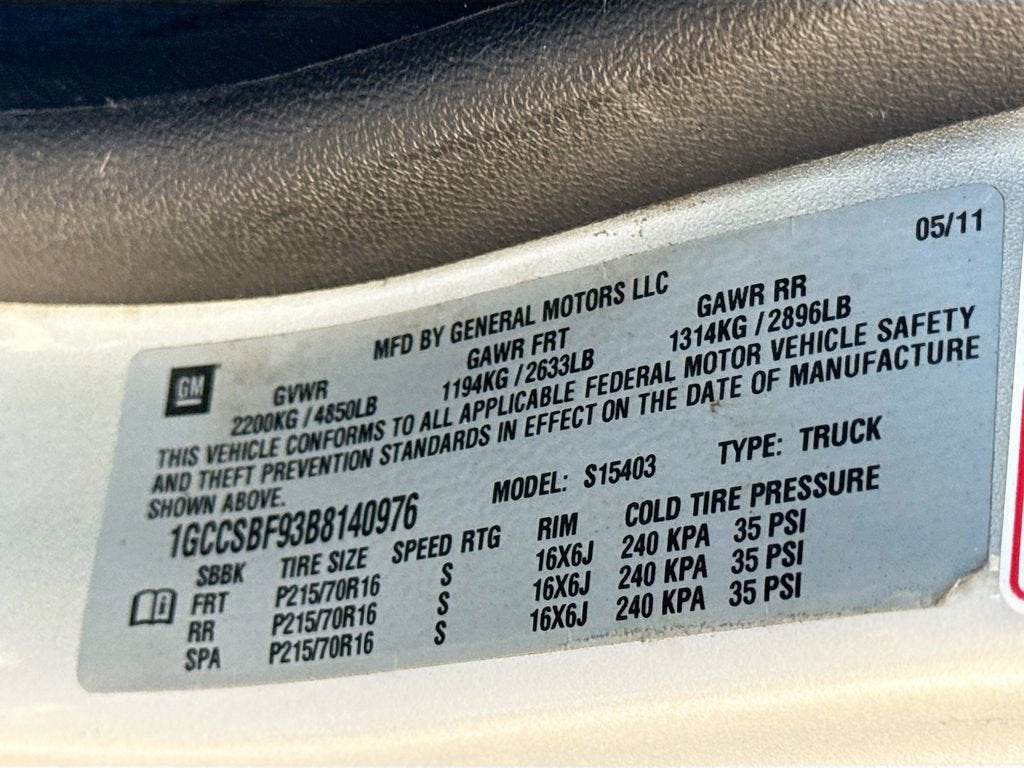 05/11
MFD BY GENERAL MOTORS LLC
GM
GVWR GAWR FRT GAWR RR
2200KG / 4850LB 1194KG / 2633LB 1314KG / 2896LB
THIS VEHICLE CONFORMS TO ALL APPLICABLE FEDERAL MOTOR VEHICLE SAFETY
AND THEFT PREVENTION STANDARDS IN EFFECT ON THE DATE OF MANUFACTURE
SHOWN ABOVE.
1GCCSBF93B8140976 MODEL: S15403 TYPE: TRUCK
SBBK TIRE SIZE SPEED RTG RIM COLD TIRE PRESSURE
FRT P215/70R16 S 16X6J 240 KPA 35 PSI
RR P215/70R16 S 16X6J 240 KPA 35 PSI
SPA P215/70R16 S 16X6J 240 KPA 35 PSI